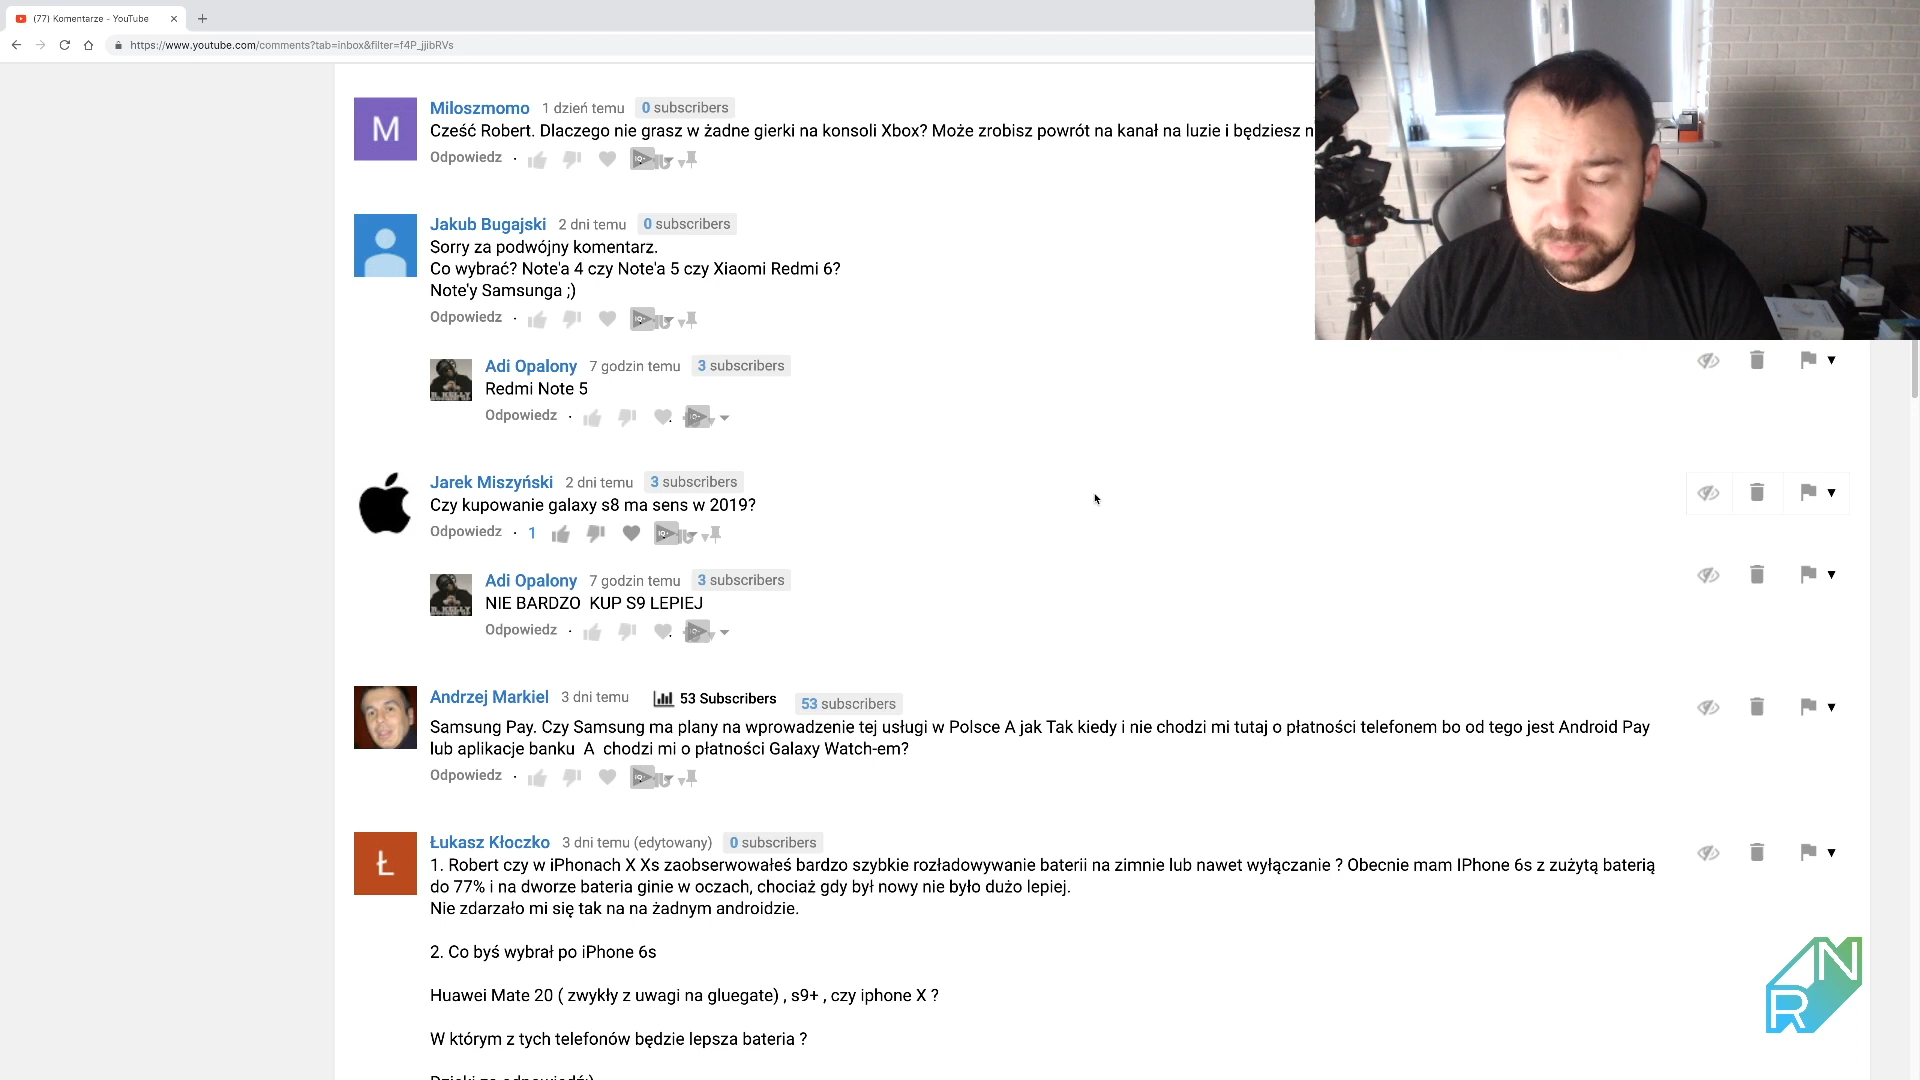 (77) Komentarze - YouTube
https://www.youtube.com/comments?tab=inbox&filter=f4P_jjibRVs
M
Miloszmomo 1 dzień temu 0 subscribers
Cześć Robert. Dlaczego nie grasz w żadne gierki na konsoli Xbox? Może zrobisz powrót na kanał na luzie i będziesz n
Odpowiedz
Jakub Bugajski 2 dni temu 0 subscribers
Sorry za podwójny komentarz.
Co wybrać? Note'a 4 czy Note'a 5 czy Xiaomi Redmi 6?
Note'y Samsunga ;)
Odpowiedz
Adi Opalony 7 godzin temu 3 subscribers
Redmi Note 5
Odpowiedz
Jarek Miszyński 2 dni temu 3 subscribers
Czy kupowanie galaxy s8 ma sens w 2019?
Odpowiedz · 1
Adi Opalony 7 godzin temu 3 subscribers
NIE BARDZO  KUP S9 LEPIEJ
Odpowiedz
Andrzej Markiel 3 dni temu 53 Subscribers 53 subscribers
Samsung Pay. Czy Samsung ma plany na wprowadzenie tej usługi w Polsce A jak Tak kiedy i nie chodzi mi tutaj o płatności telefonem bo od tego jest Android Pay
lub aplikacje banku  A  chodzi mi o płatności Galaxy Watch-em?
Odpowiedz
Ł
Łukasz Kłoczko 3 dni temu (edytowany) 0 subscribers
1. Robert czy w iPhonach X Xs zaobserwowałeś bardzo szybkie rozładowywanie baterii na zimnie lub nawet wyłączanie ? Obecnie mam IPhone 6s z zużytą baterią
do 77% i na dworze bateria ginie w oczach, chociaż gdy był nowy nie było dużo lepiej.
Nie zdarzało mi się tak na na żadnym androidzie.
2. Co byś wybrał po iPhone 6s
Huawei Mate 20 ( zwykły z uwagi na gluegate) , s9+ , czy iphone X ?
W którym z tych telefonów będzie lepsza bateria ?
RN